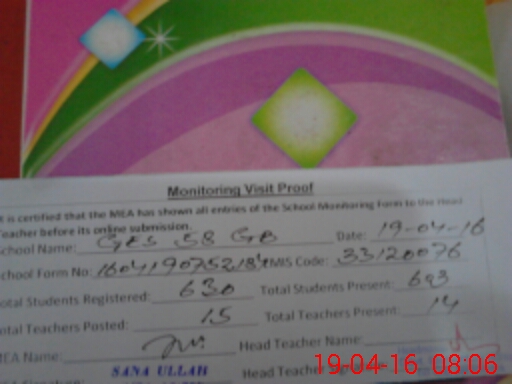 Monitoring Visit Proof
It is certified that the MEA has shown all entries of the School Monitoring Form to the Head
Teacher before its online submission.
School Name: GES 58 GB Date: 19-04-16
School Form No: EMIS Code: 33120076
Total Students Registered: 630 Total Students Present: 603
Total Teachers Posted: 15 Total Teachers Present: 14
MEA Name: Head Teacher Name:
SANA ULLAH Head Teacher
19-04-16 08:06